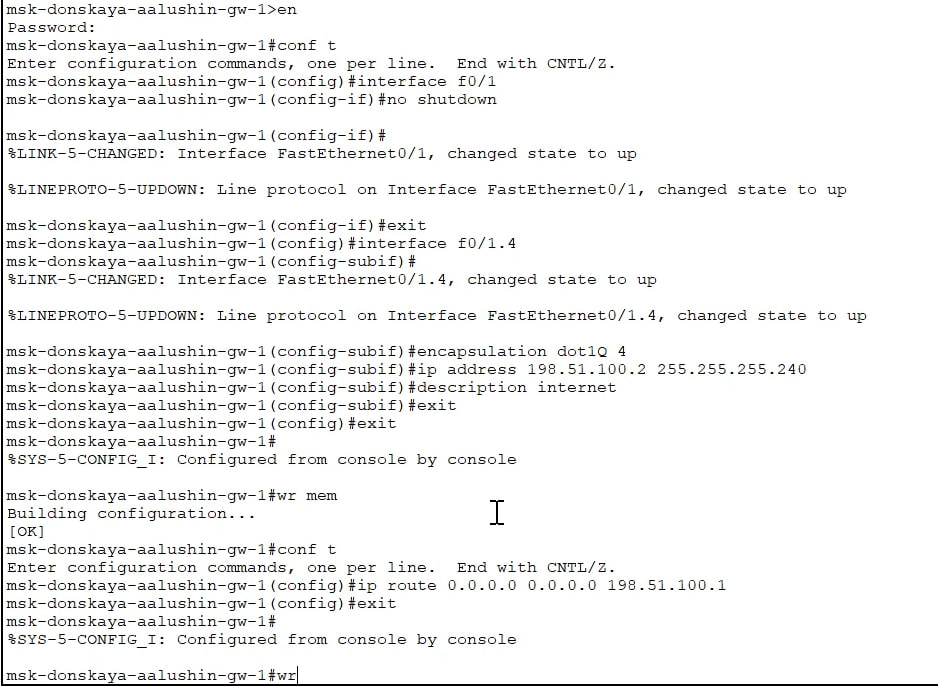 msk-donskaya-aalushin-gw-1>en
Password:
msk-donskaya-aalushin-gw-1#conf t
Enter configuration commands, one per line.  End with CNTL/Z.
msk-donskaya-aalushin-gw-1(config)#interface f0/1
msk-donskaya-aalushin-gw-1(config-if)#no shutdown
msk-donskaya-aalushin-gw-1(config-if)#
%LINK-5-CHANGED: Interface FastEthernet0/1, changed state to up
%LINEPROTO-5-UPDOWN: Line protocol on Interface FastEthernet0/1, changed state to up
msk-donskaya-aalushin-gw-1(config-if)#exit
msk-donskaya-aalushin-gw-1(config)#interface f0/1.4
msk-donskaya-aalushin-gw-1(config-subif)#
%LINK-5-CHANGED: Interface FastEthernet0/1.4, changed state to up
%LINEPROTO-5-UPDOWN: Line protocol on Interface FastEthernet0/1.4, changed state to up
msk-donskaya-aalushin-gw-1(config-subif)#encapsulation dot1Q 4
msk-donskaya-aalushin-gw-1(config-subif)#ip address 198.51.100.2 255.255.255.240
msk-donskaya-aalushin-gw-1(config-subif)#description internet
msk-donskaya-aalushin-gw-1(config-subif)#exit
msk-donskaya-aalushin-gw-1(config)#exit
msk-donskaya-aalushin-gw-1#
%SYS-5-CONFIG_I: Configured from console by console
msk-donskaya-aalushin-gw-1#wr mem
Building configuration...
[OK]
msk-donskaya-aalushin-gw-1#conf t
Enter configuration commands, one per line.  End with CNTL/Z.
msk-donskaya-aalushin-gw-1(config)#ip route 0.0.0.0 0.0.0.0 198.51.100.1
msk-donskaya-aalushin-gw-1(config)#exit
msk-donskaya-aalushin-gw-1#
%SYS-5-CONFIG_I: Configured from console by console
msk-donskaya-aalushin-gw-1#wr